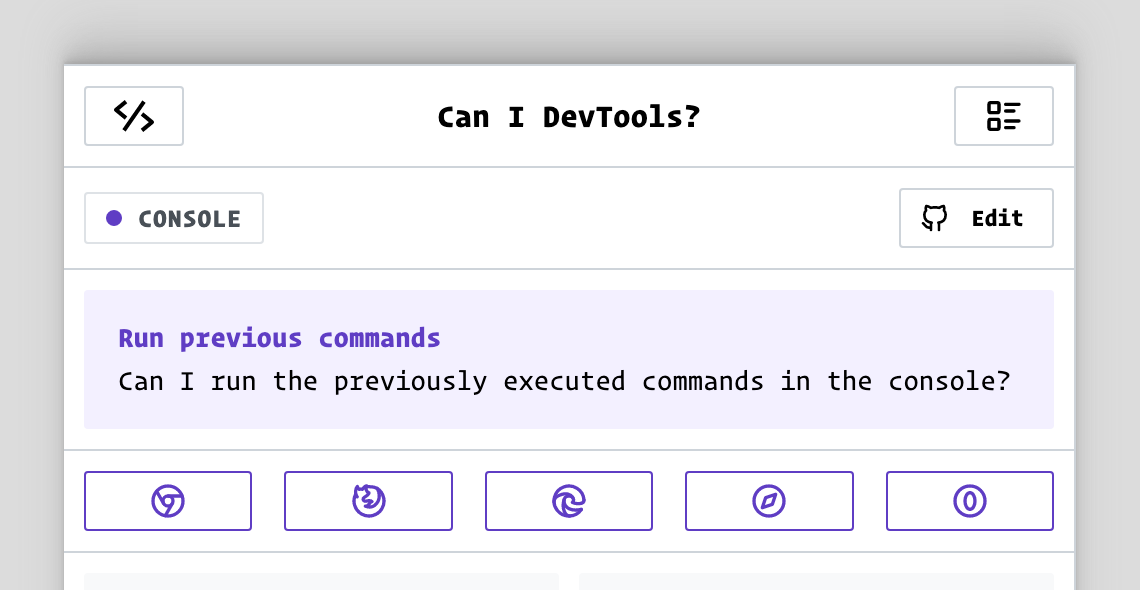 Can I DevTools?
CONSOLE
Edit
Run previous commands
Can I run the previously executed commands in the console?